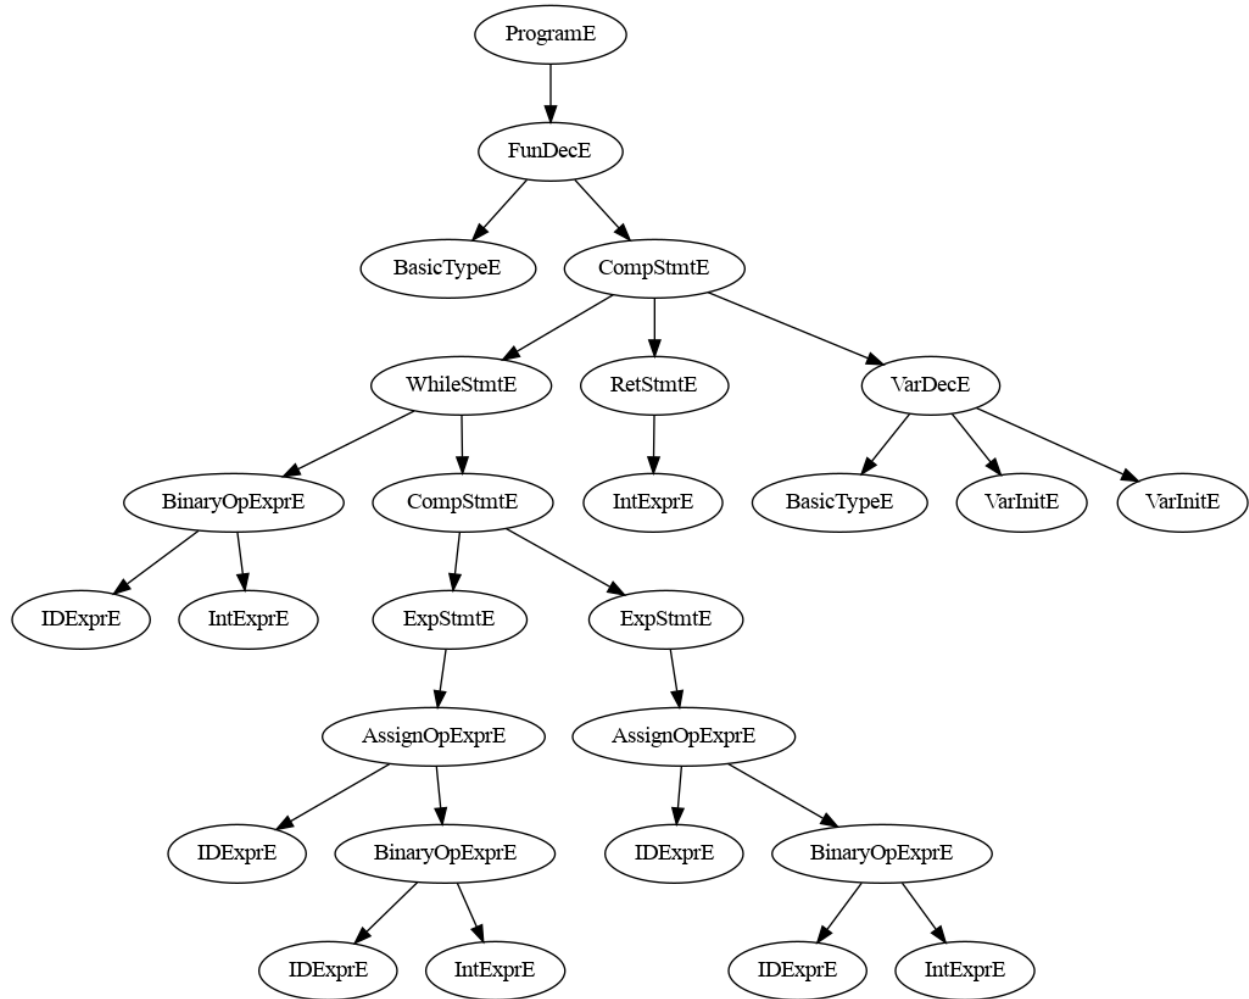 ProgramE
FunDecE
BasicTypeE
CompStmtE
WhileStmtE
RetStmtE
VarDecE
BinaryOpExprE
CompStmtE
IntExprE
BasicTypeE
VarInitE
VarInitE
IDExprE
IntExprE
ExpStmtE
ExpStmtE
AssignOpExprE
AssignOpExprE
IDExprE
BinaryOpExprE
IDExprE
BinaryOpExprE
IDExprE
IntExprE
IDExprE
IntExprE